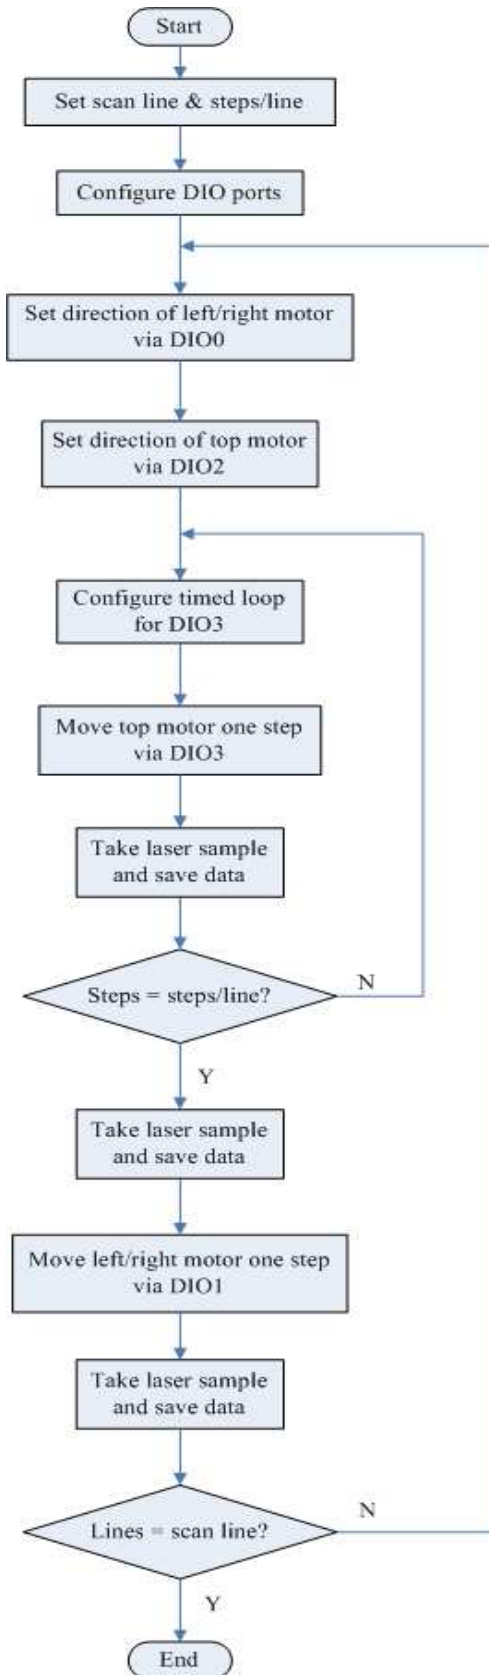 Start
Set scan line & steps/line
Configure DIO ports
Set direction of left/right motor
via DIO0
Set direction of top motor
via DIO2
Configure timed loop
for DIO3
Move top motor one step
via DIO3
Take laser sample
and save data
Steps = steps/line?
N
Y
Take laser sample
and save data
Move left/right motor one step
via DIO1
Take laser sample
and save data
Lines = scan line?
N
Y
End